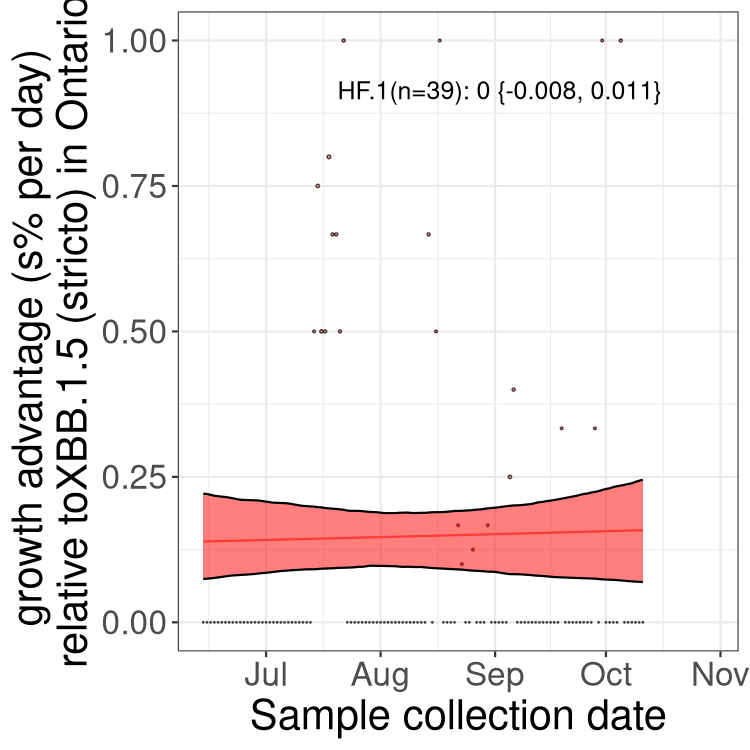 growth advantage (s% per day)
relative toXBB.1.5 (stricto) in Ontario
1.00
0.75
0.50
0.25
0.00
HF.1(n=39): 0 {-0.008, 0.011}
Jul
Aug
Sep
Oct
Nov
Sample collection date